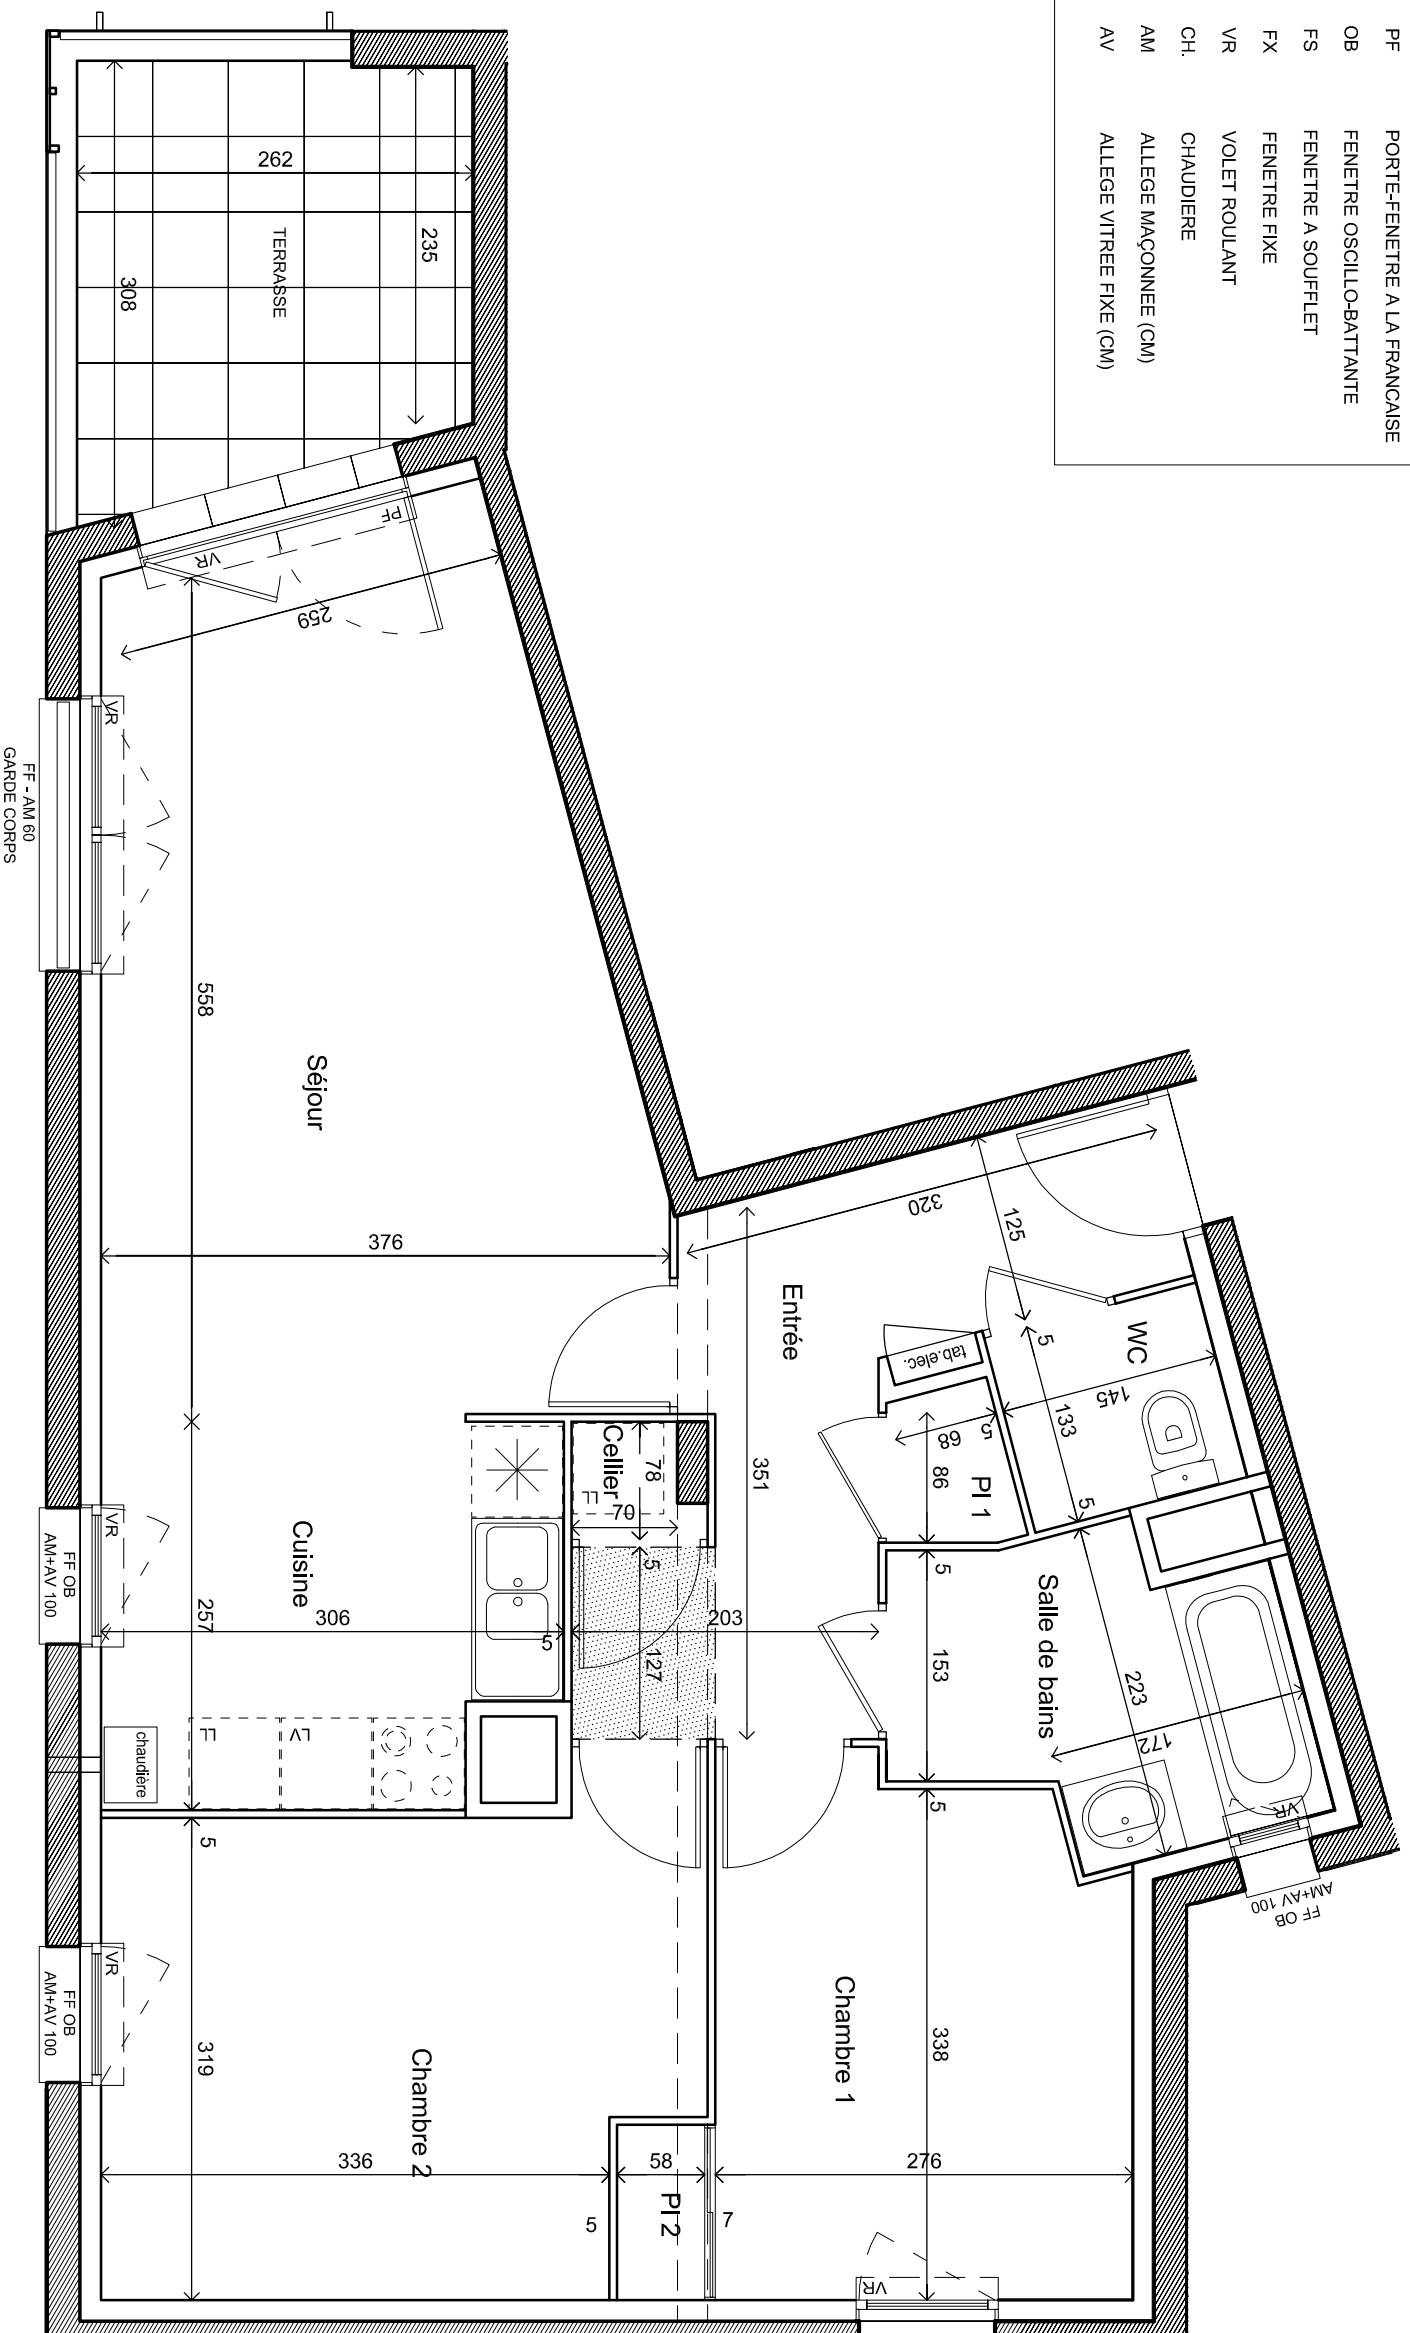 PF PORTE-FENETRE A LA FRANCAISE
OB FENETRE OSCILLO-BATTANTE
FS FENETRE A SOUFFLET
FX FENETRE FIXE
VR VOLET ROULANT
CH. CHAUDIERE
AM ALLEGE MAÇONNEE (CM)
AV ALLEGE VITREE FIXE (CM)
262
235
TERRASSE
308
PF
VR
259
VR
FF - AM 60
GARDE CORPS
558
Séjour
376
320
125
Entrée
WC
5
145
133
tab.elec.
5
68
86
Pl 1
5
351
Cellier
78
LL
70
5
203
127
5
153
Salle de bains
223
172
VR
FF OB
AM+AV 100
Cuisine
306
5
257
VR
FF OB
AM+AV 100
LL
LV
chaudière
5
5
Chambre 1
338
276
VR
7
Pl 2
58
5
Chambre 2
336
319
VR
FF OB
AM+AV 100